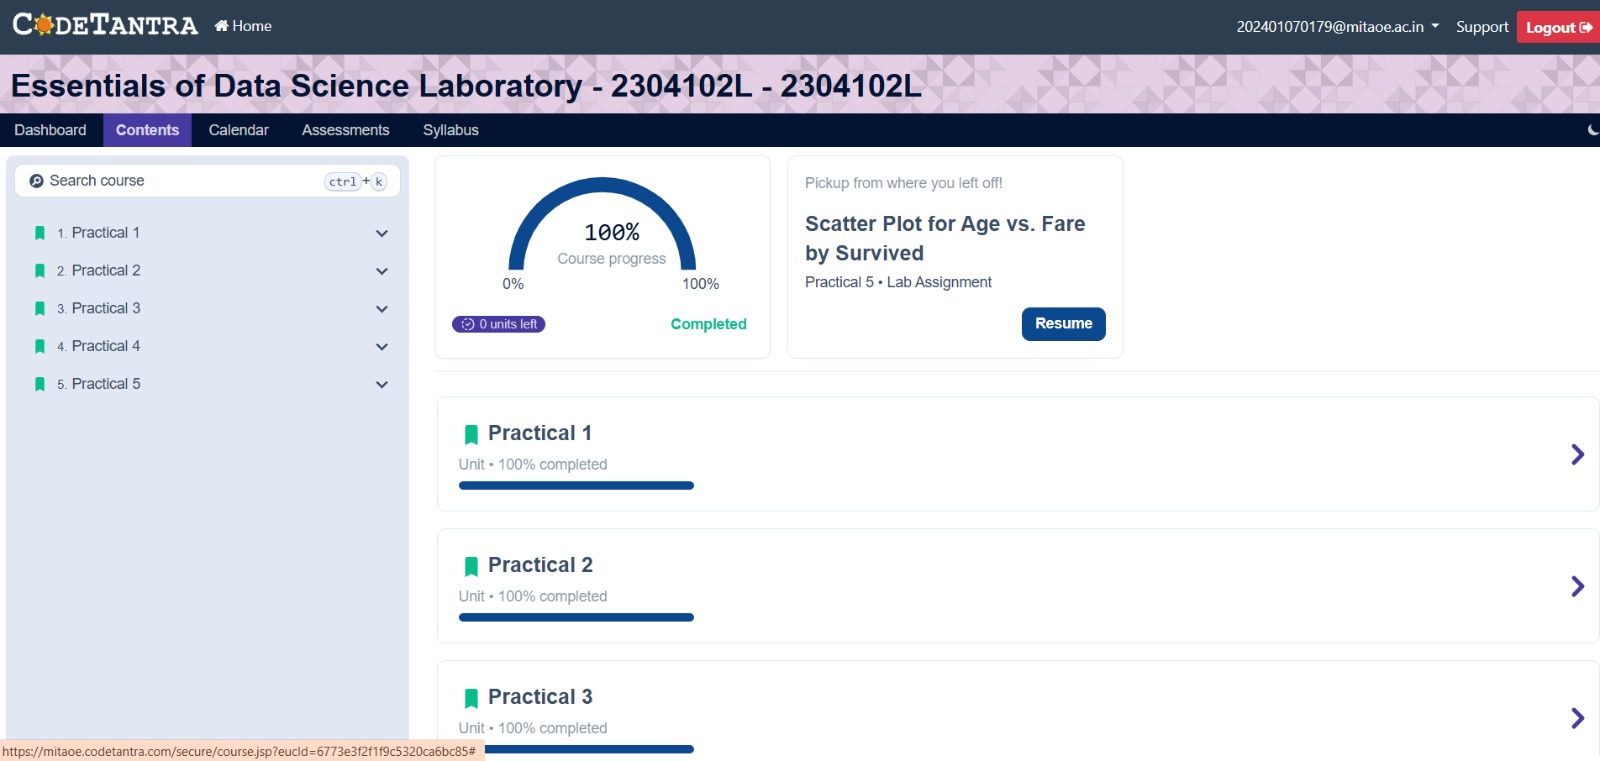 CODETANTRA Home 202401070179@mitaoe.ac.in Support Logout
Essentials of Data Science Laboratory - 2304102L - 2304102L
Dashboard Contents Calendar Assessments Syllabus
Search course ctrl+k
1. Practical 1
2. Practical 2
3. Practical 3
4. Practical 4
5. Practical 5
100%
Course progress
0% 100%
0 units left Completed
Pickup from where you left off!
Scatter Plot for Age vs. Fare
by Survived
Practical 5 • Lab Assignment
Resume
Practical 1
Unit • 100% completed
Practical 2
Unit • 100% completed
Practical 3
Unit • 100% completed
https://mitaoe.codetantra.com/secure/course.jsp?eucId=6773e3f2f1f9c5320ca6bc85#